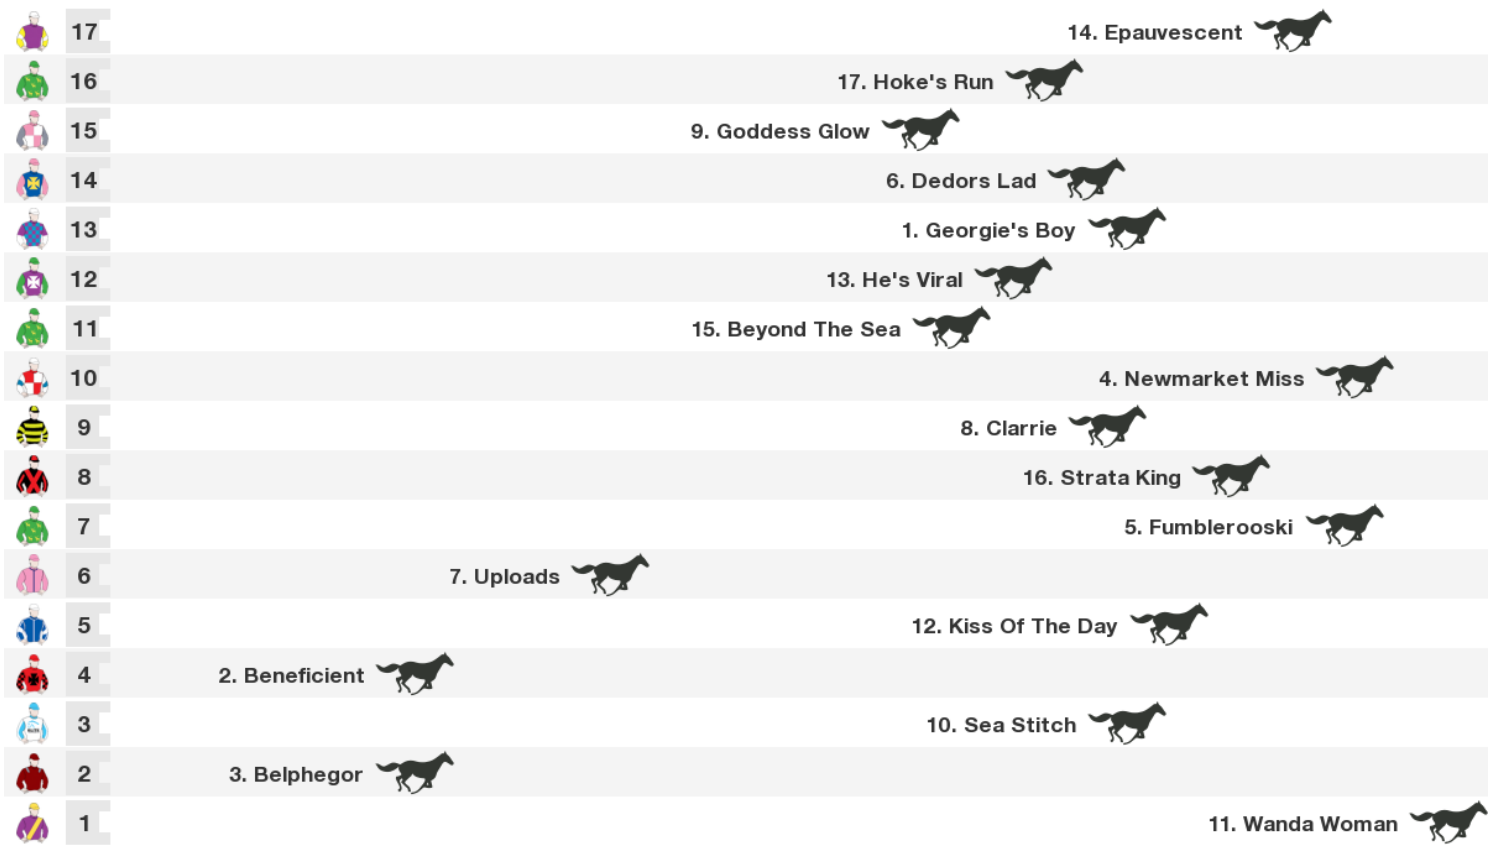 17 14. Epauvescent
16 17. Hoke's Run
15 9. Goddess Glow
14 6. Dedors Lad
13 1. Georgie's Boy
12 13. He's Viral
11 15. Beyond The Sea
10 4. Newmarket Miss
9 8. Clarrie
8 16. Strata King
7 5. Fumblerooski
6 7. Uploads
5 12. Kiss Of The Day
4 2. Beneficient
3 10. Sea Stitch
2 3. Belphegor
1 11. Wanda Woman